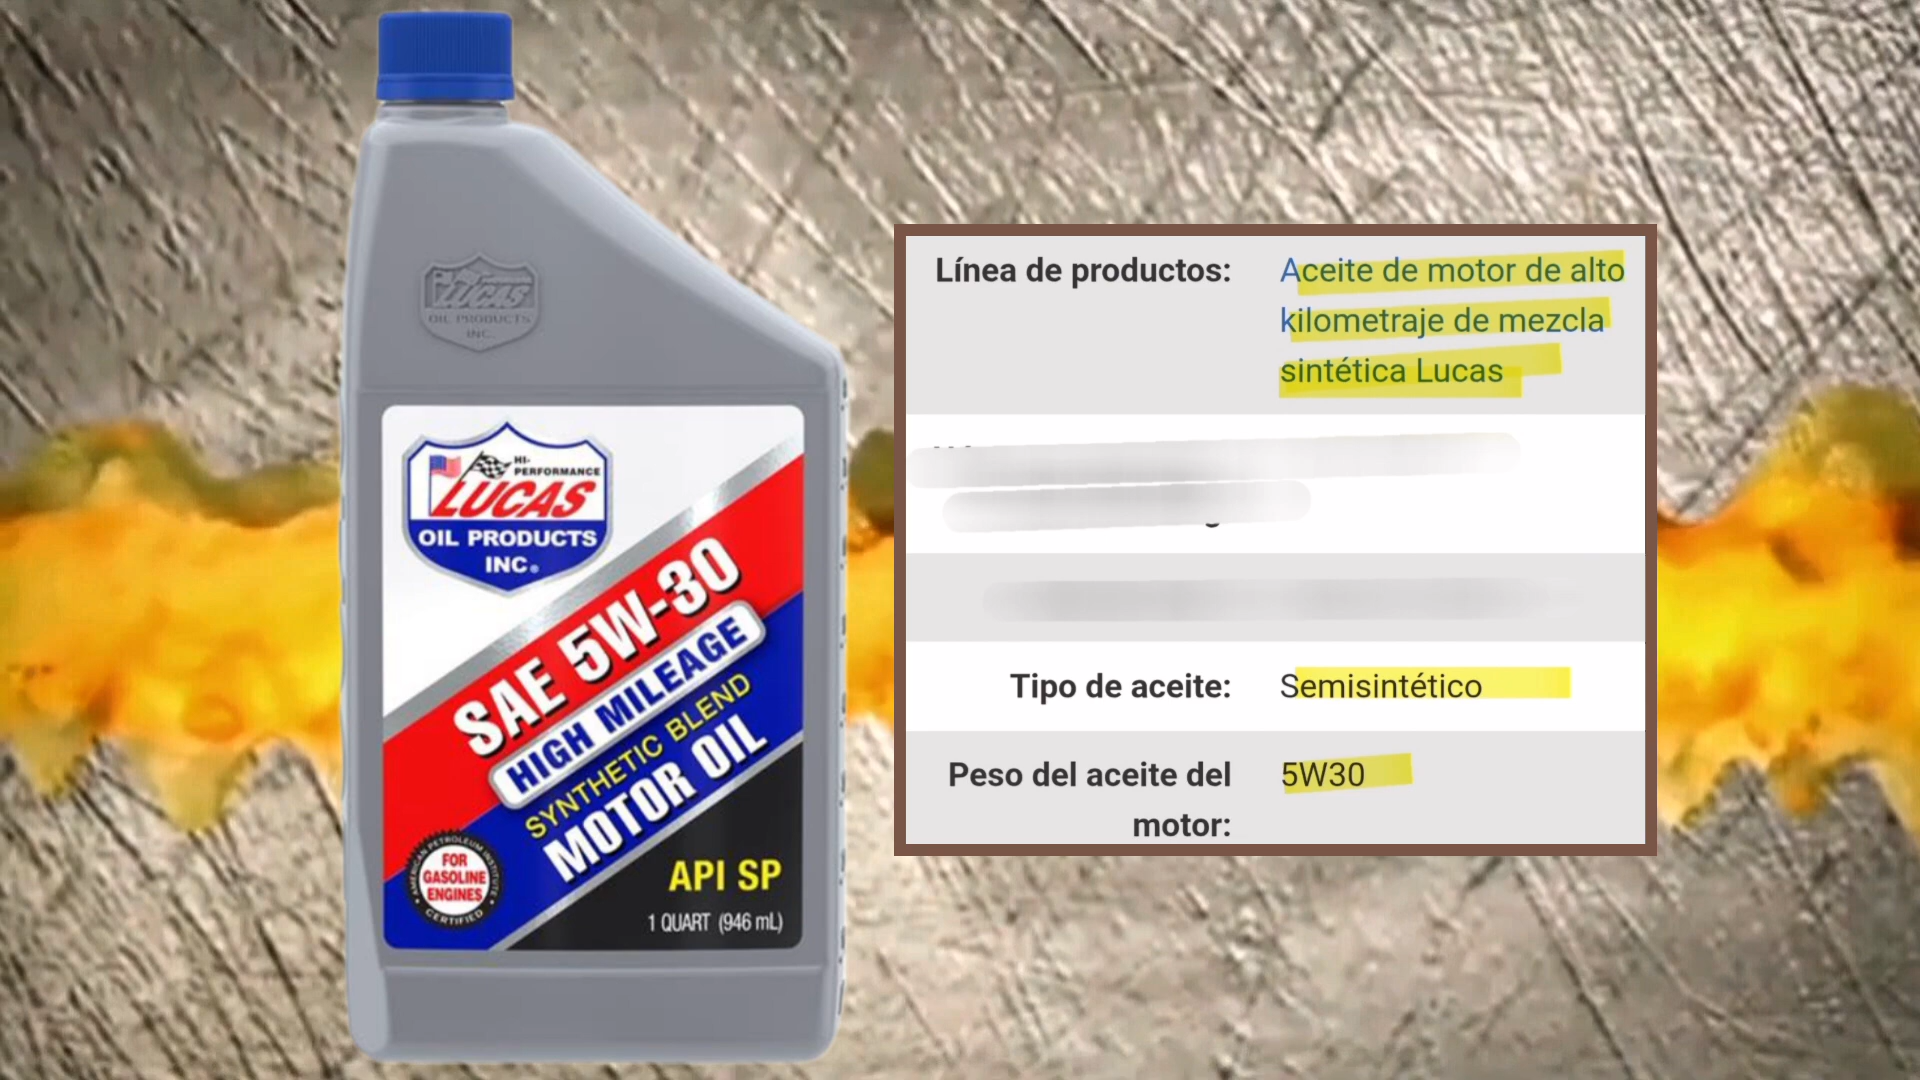 LUCAS
OIL PRODUCTS
INC.
HI-
PERFORMANCE
LUCAS
OIL PRODUCTS
INC.®
SAE 5W-30
HIGH MILEAGE
SYNTHETIC BLEND
MOTOR OIL
API SP
1 QUART (946 mL)
AMERICAN PETROLEUM INSTITUTE
FOR
GASOLINE
ENGINES
CERTIFIED
Línea de productos: Aceite de motor de alto
kilometraje de mezcla
sintética Lucas
Tipo de aceite: Semisintético
Peso del aceite del 5W30
motor: